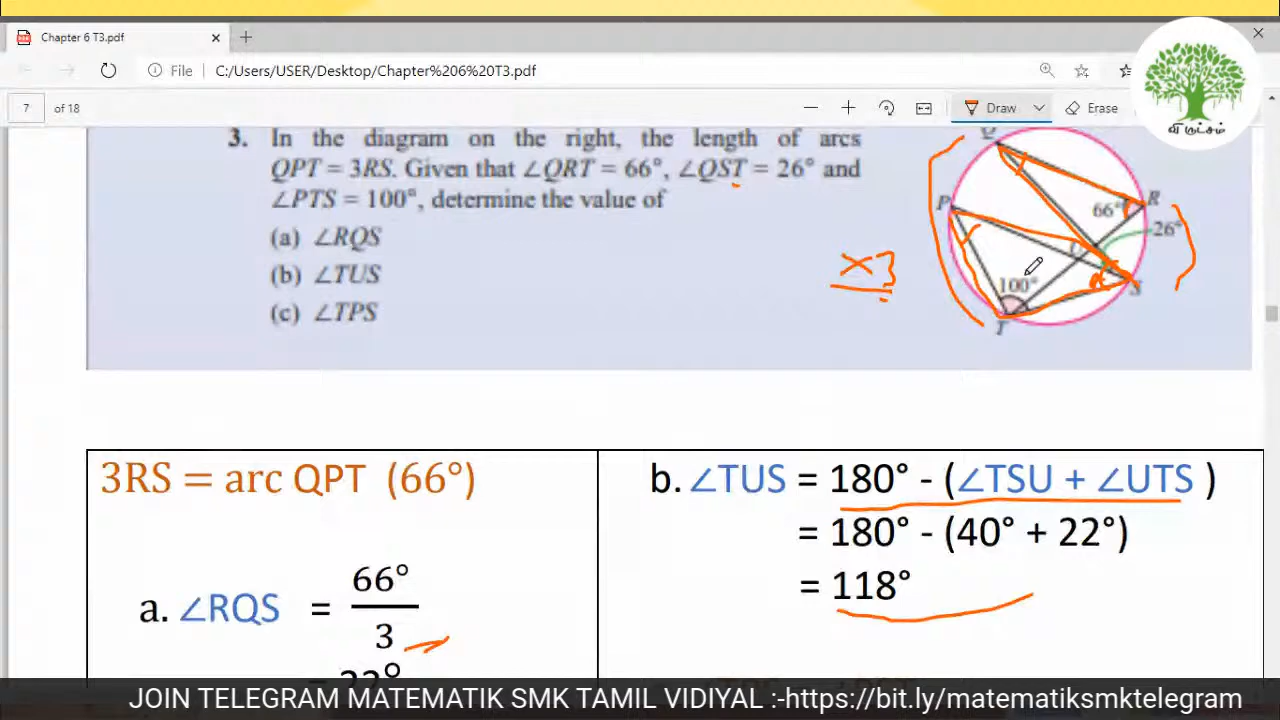 Chapter 6 T3.pdf
File C:/Users/USER/Desktop/Chapter%206%20T3.pdf
7 of 18 Draw Erase
விருட்சம்
3. In the diagram on the right, the length of arcs
QPT = 3RS. Given that ∠QRT = 66°, ∠QST = 26° and
∠PTS = 100°, determine the value of
(a) ∠RQS
(b) ∠TUS
(c) ∠TPS
×3
Q
P
R
66°
26°
U
100°
S
T
3RS = arc QPT (66°)
a. ∠RQS = 66°
3
= 22°
b. ∠TUS = 180° - (∠TSU + ∠UTS )
= 180° - (40° + 22°)
= 118°
JOIN TELEGRAM MATEMATIK SMK TAMIL VIDIYAL :-https://bit.ly/matematiksmktelegram